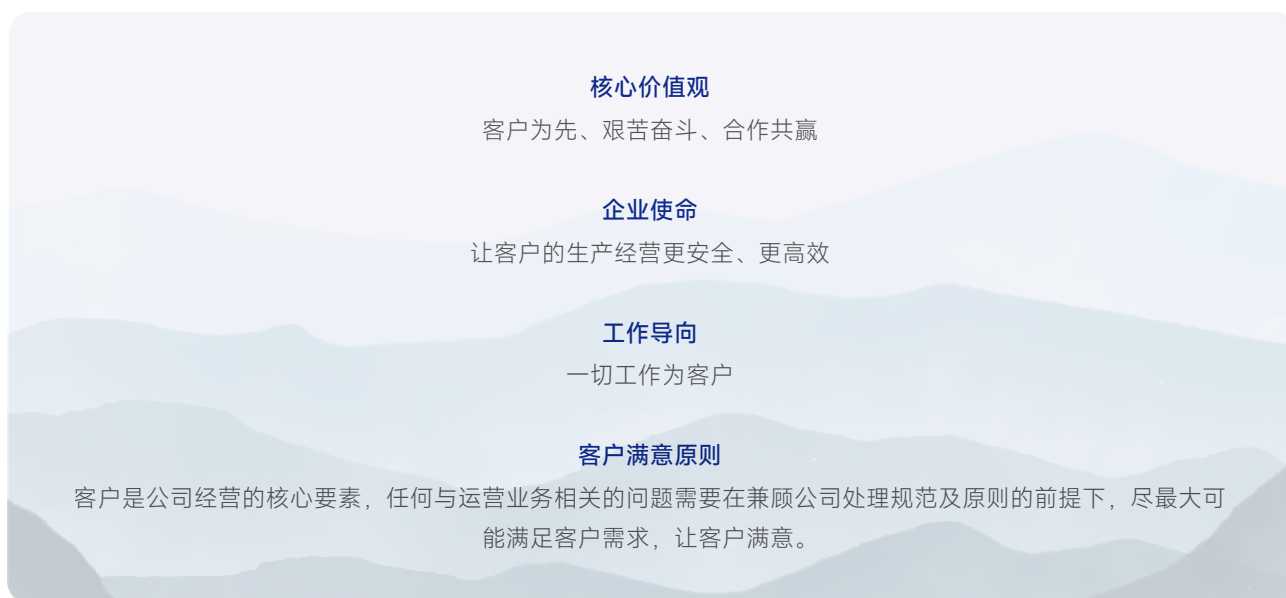 核心价值观
客户为先、艰苦奋斗、合作共赢
企业使命
让客户的生产经营更安全、更高效
工作导向
一切工作为客户
客户满意原则
客户是公司经营的核心要素，任何与运营业务相关的问题需要在兼顾公司处理规范及原则的前提下，尽最大可
能满足客户需求，让客户满意。